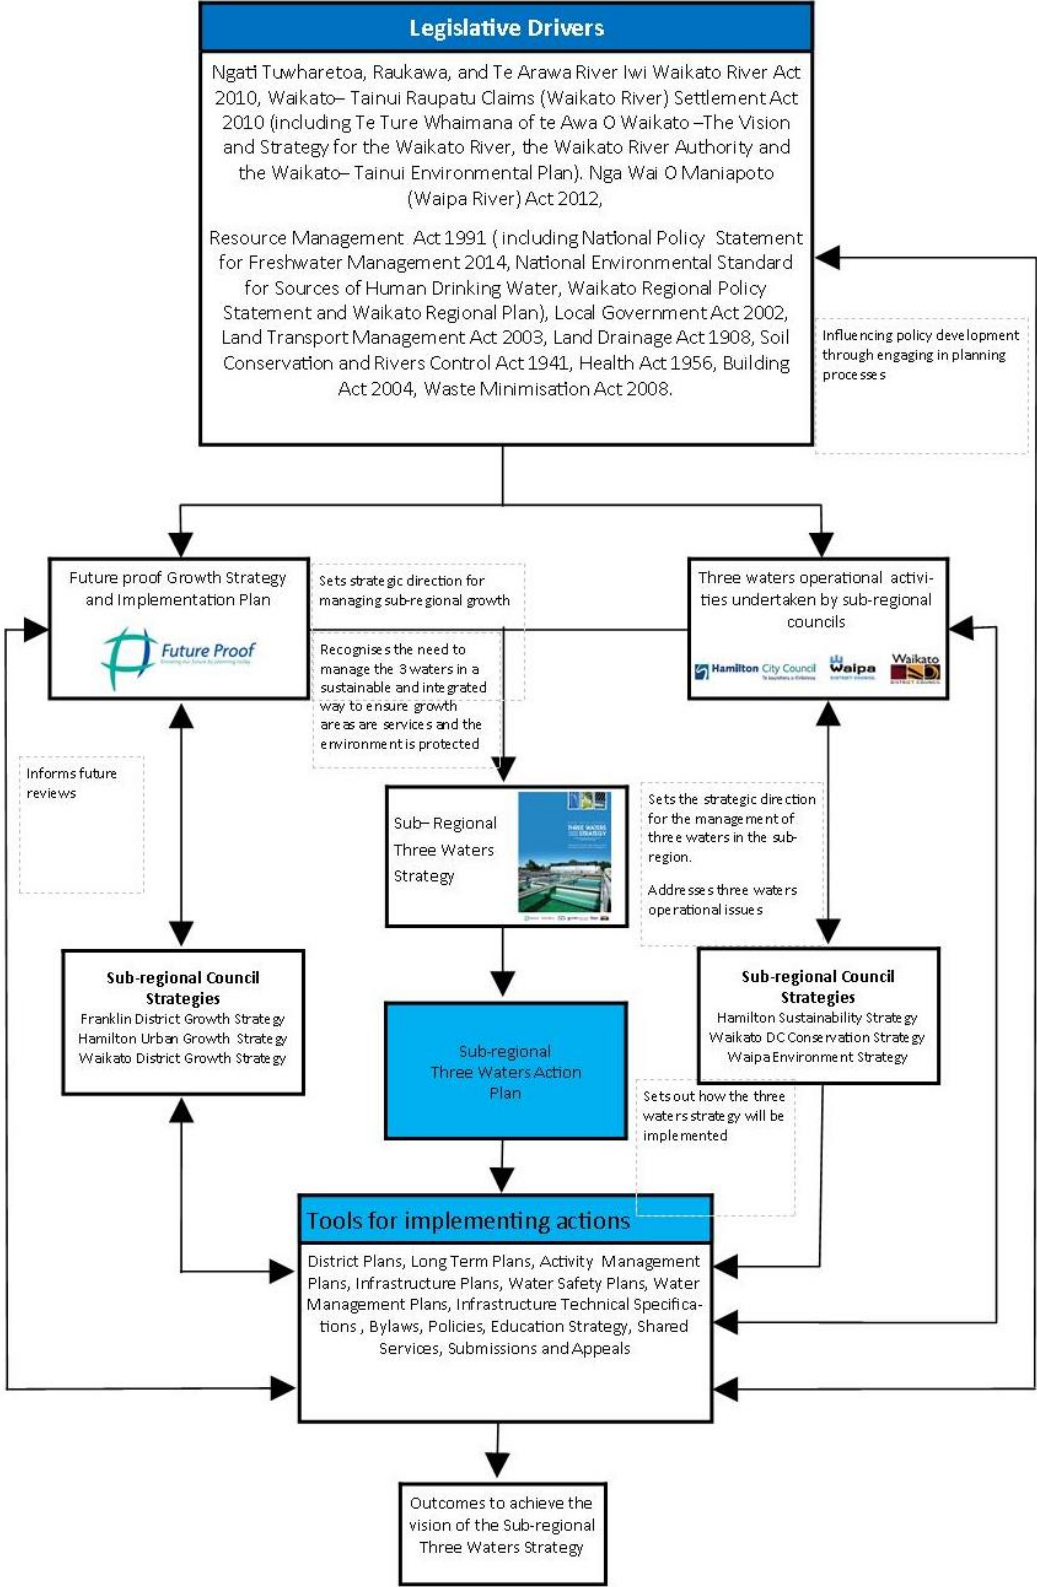 Legislative Drivers
Ngati Tuwharetoa, Raukawa, and Te Arawa River Iwi Waikato River Act
2010, Waikato– Tainui Raupatu Claims (Waikato River) Settlement Act
2010 (including Te Ture Whaimana of te Awa O Waikato –The Vision
and Strategy for the Waikato River, the Waikato River Authority and
the Waikato– Tainui Environmental Plan). Nga Wai O Maniapoto
(Waipa River) Act 2012,
Resource Management Act 1991 ( including National Policy Statement
for Freshwater Management 2014, National Environmental Standard
for Sources of Human Drinking Water, Waikato Regional Policy
Statement and Waikato Regional Plan), Local Government Act 2002,
Land Transport Management Act 2003, Land Drainage Act 1908, Soil
Conservation and Rivers Control Act 1941, Health Act 1956, Building
Act 2004, Waste Minimisation Act 2008.
Influencing policy development
through engaging in planning
processes
Future proof Growth Strategy
and Implementation Plan
Future Proof
Sets strategic direction for
managing sub-regional growth
Recognises the need to
manage the 3 waters in a
sustainable and integrated
way to ensure growth
areas are services and the
environment is protected
Three waters operational activi-
ties undertaken by sub-regional
councils
Hamilton City Council
Waipa
DISTRICT COUNCIL
Waikato
DISTRICT COUNCIL
Informs future
reviews
Sub– Regional
Three Waters
Strategy
THREE WATERS
STRATEGY
Sets the strategic direction
for the management of
three waters in the sub-
region.
Addresses three waters
operational issues
Sub-regional Council
Strategies
Franklin District Growth Strategy
Hamilton Urban Growth Strategy
Waikato District Growth Strategy
Sub-regional
Three Waters Action
Plan
Sub-regional Council
Strategies
Hamilton Sustainability Strategy
Waikato DC Conservation Strategy
Waipa Environment Strategy
Sets out how the three
waters strategy will be
implemented
Tools for implementing actions
District Plans, Long Term Plans, Activity Management
Plans, Infrastructure Plans, Water Safety Plans, Water
Management Plans, Infrastructure Technical Specifica-
tions , Bylaws, Policies, Education Strategy, Shared
Services, Submissions and Appeals
Outcomes to achieve the
vision of the Sub-regional
Three Waters Strategy